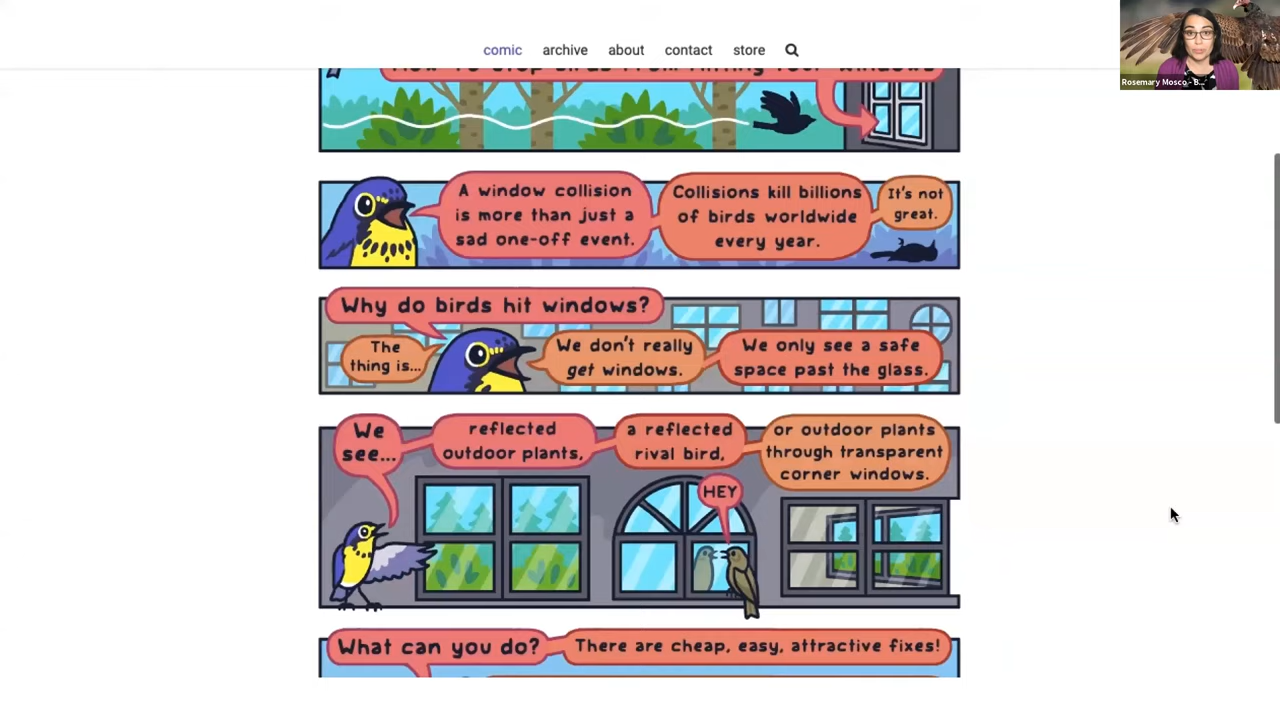 comic archive about contact store
Rosemary Mosco - B...
A window collision
is more than just a
sad one-off event.
Collisions kill billions
of birds worldwide
every year.
It's not
great.
Why do birds hit windows?
The
thing is...
We don't really
get windows.
We only see a safe
space past the glass.
We
see...
reflected
outdoor plants,
a reflected
rival bird,
or outdoor plants
through transparent
corner windows.
HEY
What can you do?
There are cheap, easy, attractive fixes!